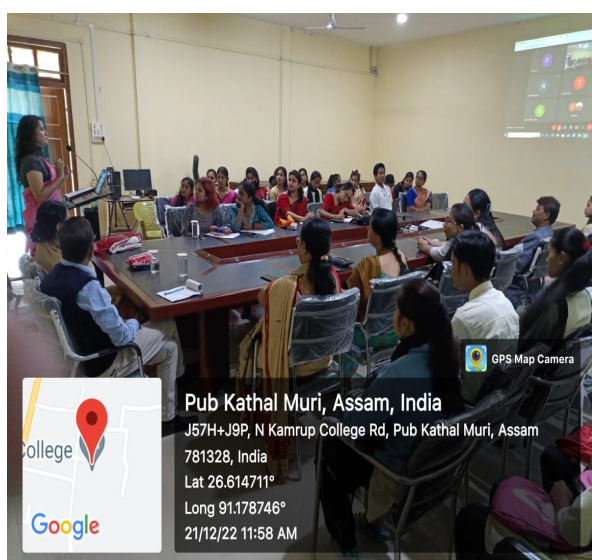 GPS Map Camera
College
Google
Pub Kathal Muri, Assam, India
J57H+J9P, N Kamrup College Rd, Pub Kathal Muri, Assam
781328, India
Lat 26.614711°
Long 91.178746°
21/12/22 11:58 AM